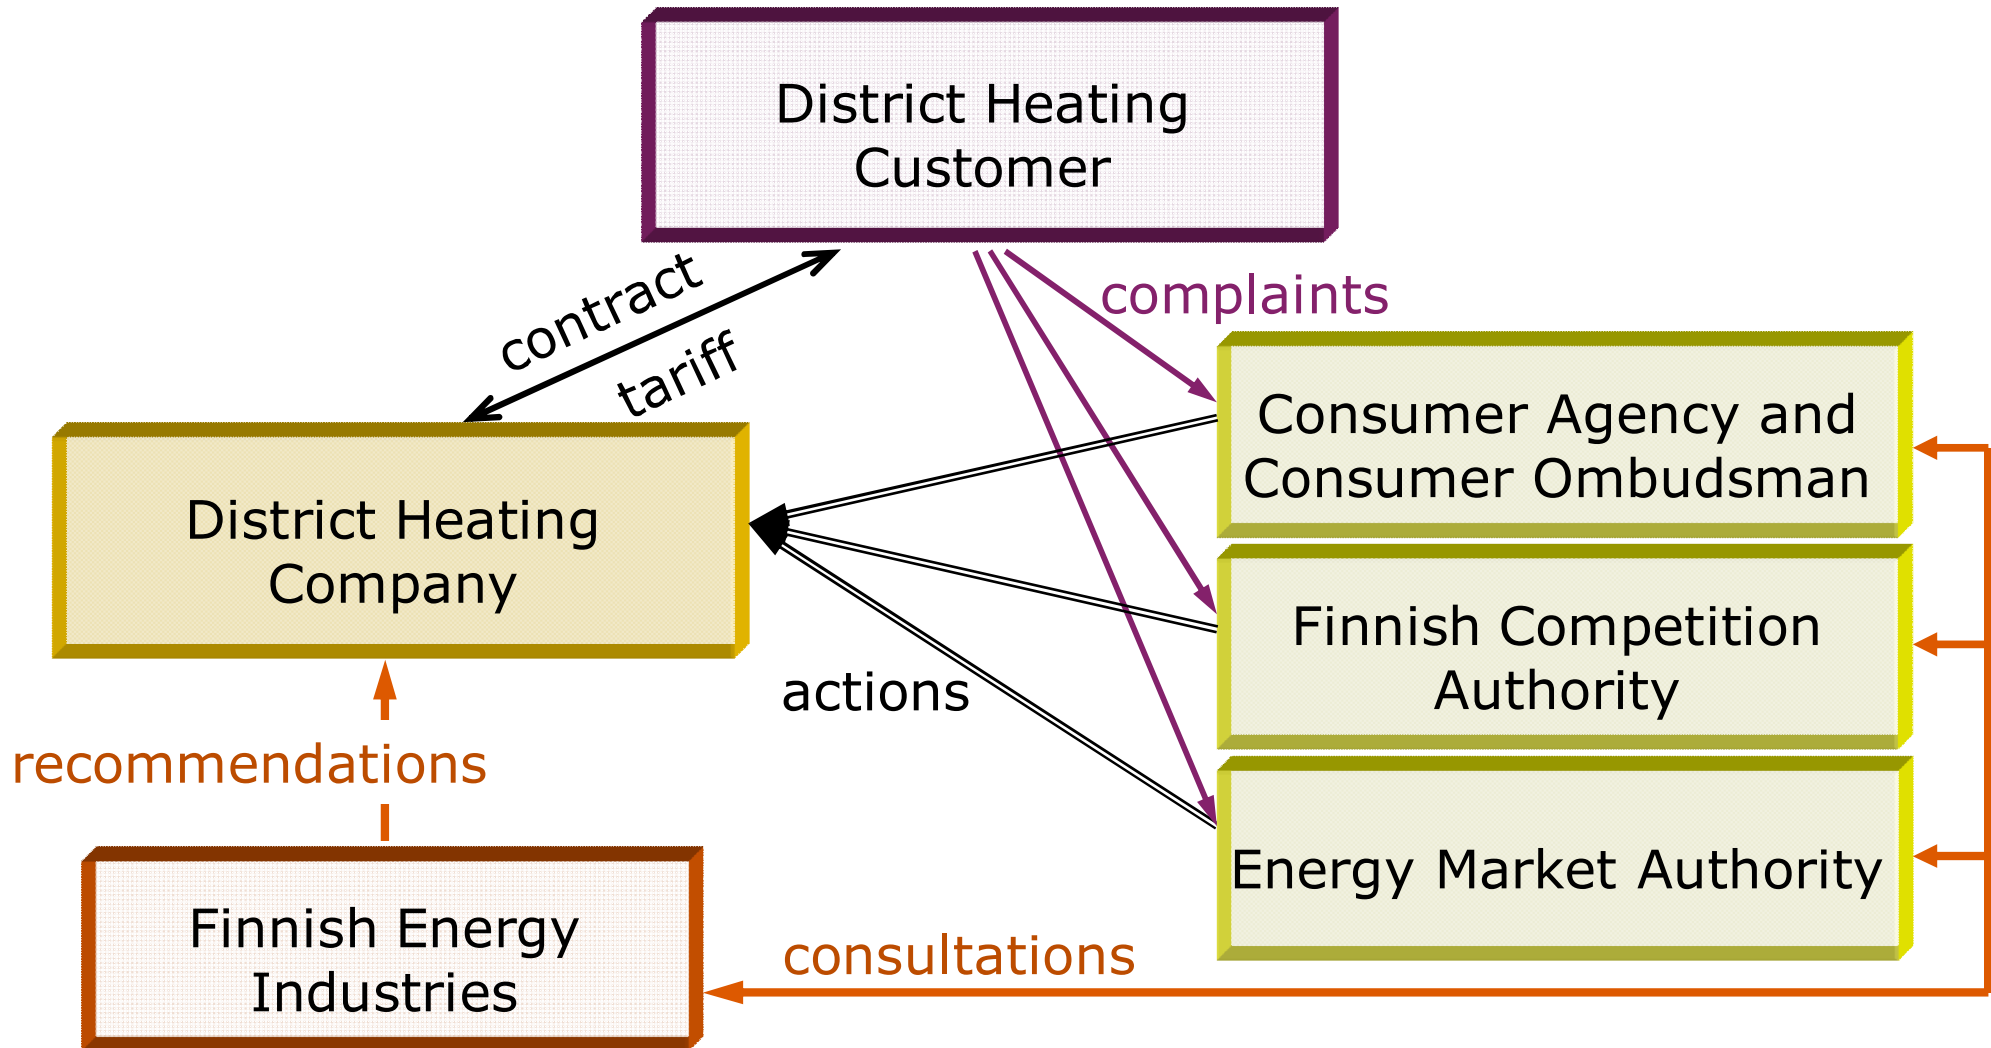 District Heating
Customer
contract
tariff
complaints
Consumer Agency and
Consumer Ombudsman
District Heating
Company
Finnish Competition
Authority
actions
recommendations
Energy Market Authority
Finnish Energy
Industries
consultations